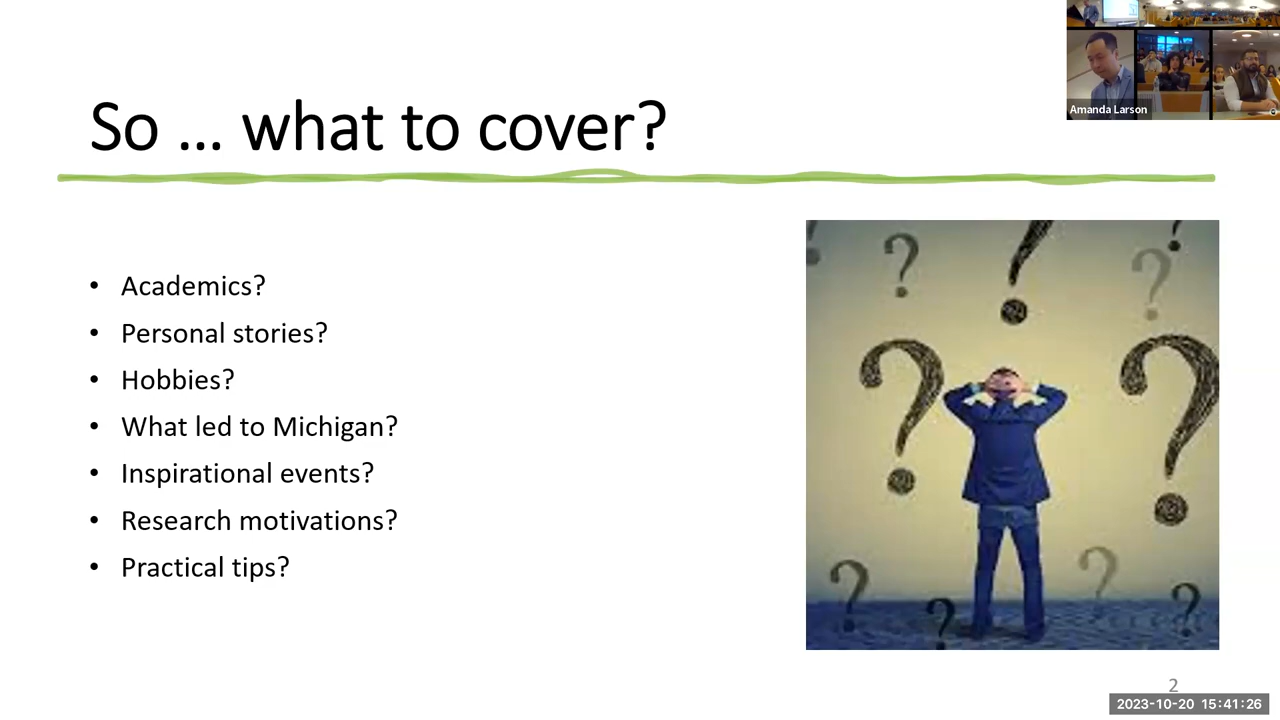 So ... what to cover?
Amanda Larson
• Academics?
• Personal stories?
• Hobbies?
• What led to Michigan?
• Inspirational events?
• Research motivations?
• Practical tips?
? ? ? ? ? ? ? ? ? ?
2
2023-10-20 15:41:26